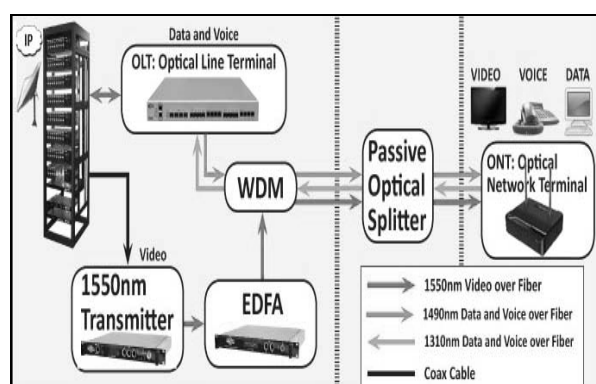 IP
Data and Voice
OLT: Optical Line Terminal
VIDEO VOICE DATA
Passive
Optical
Splitter
ONT: Optical
Network Terminal
WDM
Video
1550nm
Transmitter
EDFA
1550nm Video over Fiber
1490nm Data and Voice over Fiber
1310nm Data and Voice over Fiber
Coax Cable